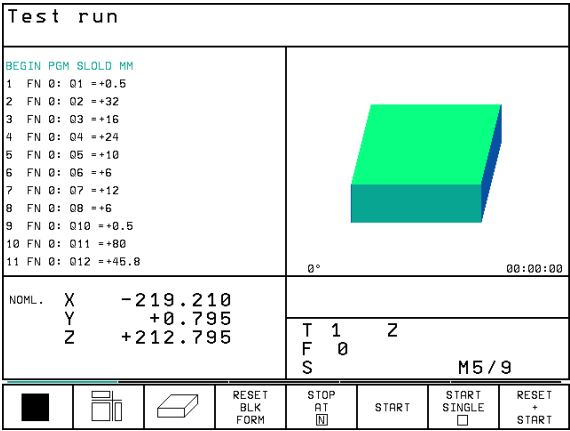 Test run
BEGIN PGM SLOLD MM
1 FN 0: Q1 =+0.5
2 FN 0: Q2 =+32
3 FN 0: Q3 =+16
4 FN 0: Q4 =+24
5 FN 0: Q5 =+10
6 FN 0: Q6 =+6
7 FN 0: Q7 =+12
8 FN 0: Q8 =+6
9 FN 0: Q10 =+0.5
10 FN 0: Q11 =+80
11 FN 0: Q12 =+45.8
0° 00:00:00
NOML. X -219.210
Y +0.795
Z +212.795
T 1 Z
F 0
S M5/9
RESET BLK FORM
STOP AT N
START
START SINGLE
RESET + START